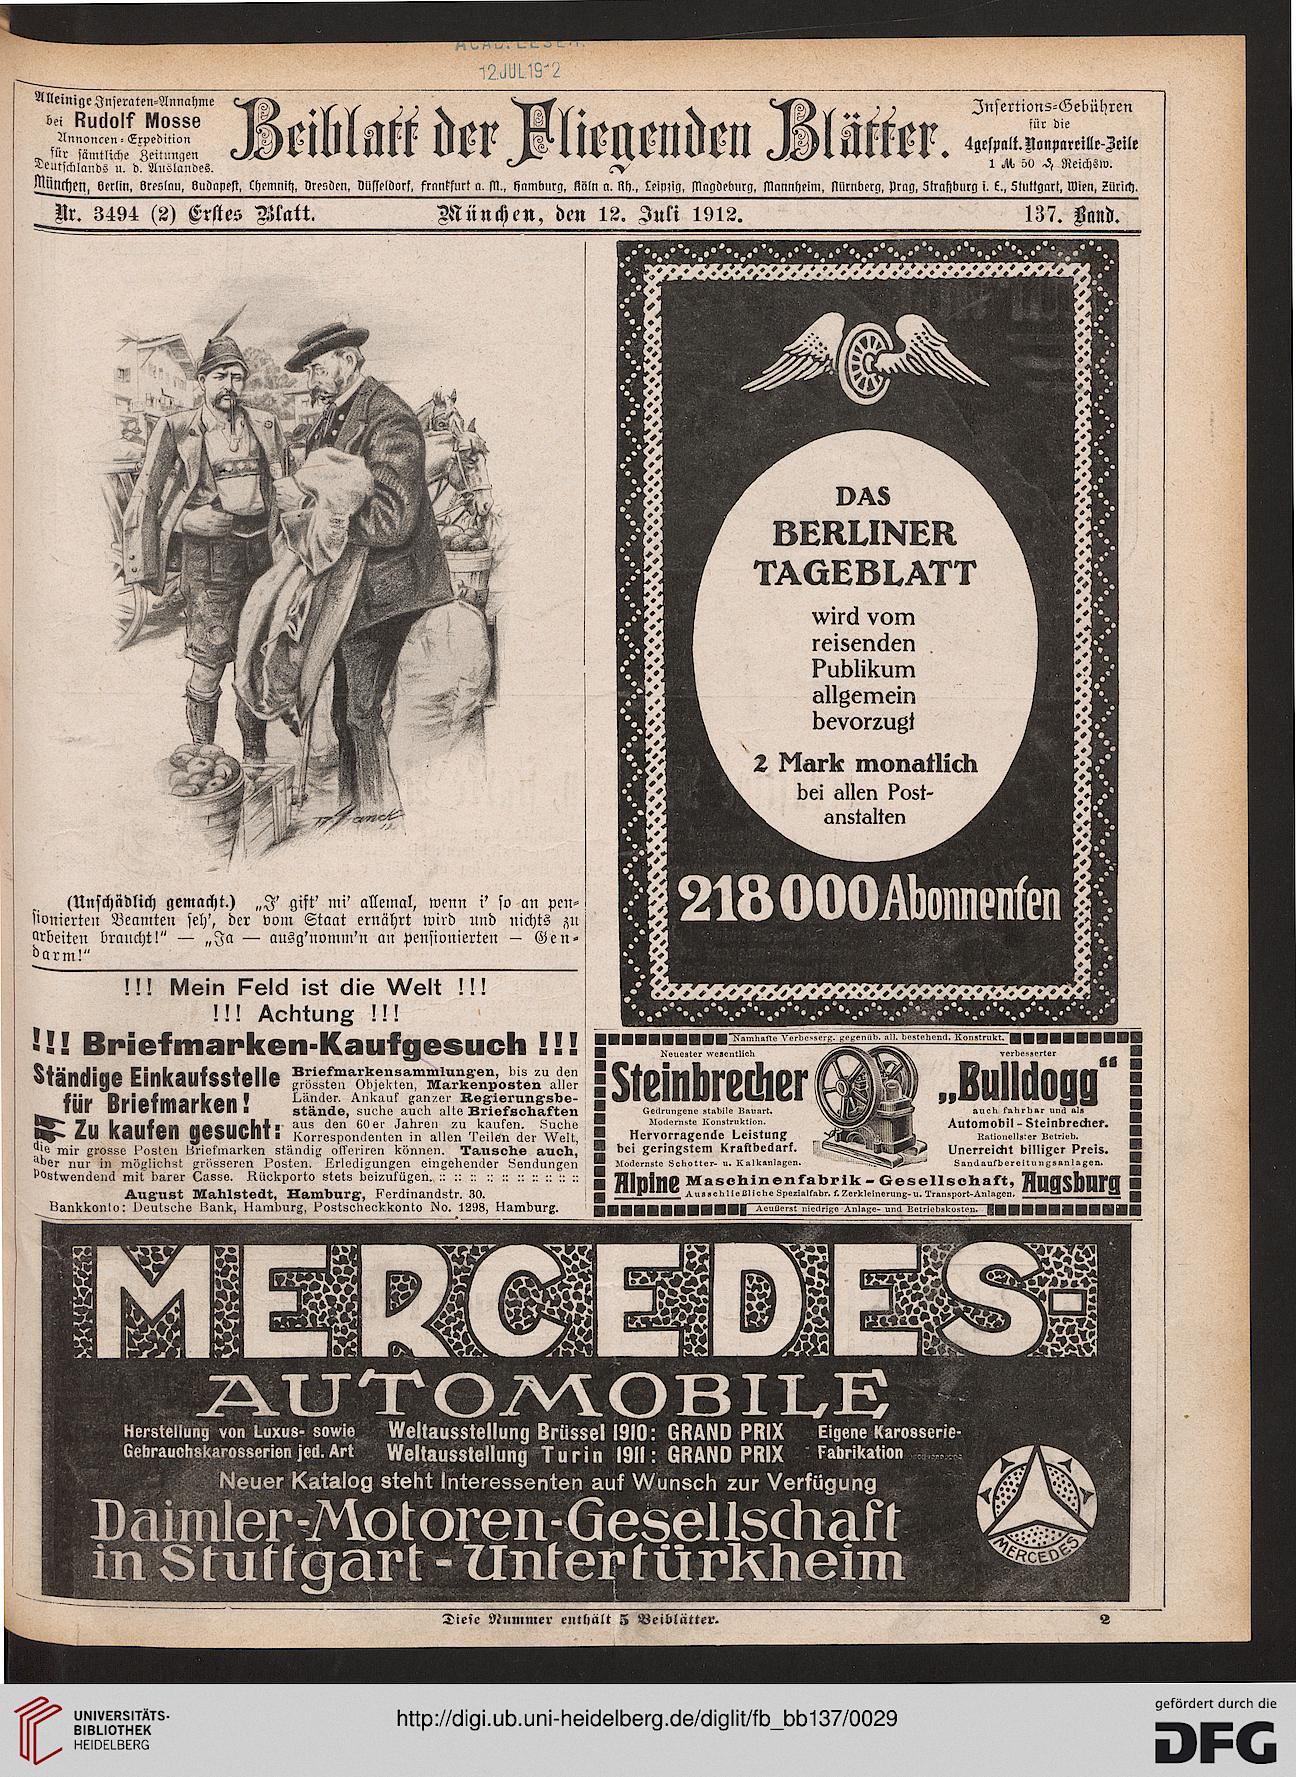 12.JUL.1912
Alleinige Inseraten-Annahme
bei Rudolf Mosse
Annoncen-Expedition
für sämtliche Zeitungen
Deutschlands u. d. Auslandes.
Beiblatt der Fliegenden Blätter.
Insertions-Gebühren
für die
4gespalt. Nonpareille-Zeile
1 ℳ 50 ₰ Reichsw.
München, Berlin, Breslau, Budapest, Chemnitz, Dresden, Düsseldorf, Frankfurt a. M., Hamburg, Köln a. Rh., Leipzig, Magdeburg, Mannheim, Nürnberg, Prag, Straßburg i. E., Stuttgart, Wien, Zürich.
Nr. 3494 (2) Erstes Blatt. München, den 12. Juli 1912. 137. Band.
(Unschädlich gemacht.) „I' gift' mi' allemal, wenn i' so an pen-
sionierten Beamten seh', der vom Staat ernährt wird und nichts zu
arbeiten braucht!" — „Ja — ausg'nomm'n an pensionierten — Gen-
darm!"
!!! Mein Feld ist die Welt !!!
!!! Achtung !!!
!!! Briefmarken-Kaufgesuch !!!
Ständige Einkaufsstelle
für Briefmarken!
Zu kaufen gesucht:
Briefmarkensammlungen, bis zu den
grössten Objekten, Markenposten aller
Länder. Ankauf ganzer Regierungsbe-
stände, suche auch alte Briefschaften
aus den 60er Jahren zu kaufen. Suche
Korrespondenten in allen Teilen der Welt,
die mir grosse Posten Briefmarken ständig offeriren können. Tausche auch,
aber nur in möglichst grösseren Posten. Erledigungen eingehender Sendungen
postwendend mit barer Casse. Rückporto stets beizufügen. :: :: :: :: :: :: :: :: :: ::
August Mahlstedt, Hamburg, Ferdinandstr. 30.
Bankkonto: Deutsche Bank, Hamburg, Postscheckkonto No. 1298, Hamburg.
DAS
BERLINER
TAGEBLATT
wird vom
reisenden
Publikum
allgemein
bevorzugt
2 Mark monatlich
bei allen Post-
anstalten
218000 Abonnenten
Namhafte Verbesserg. gegenüb. all. bestehend. Konstrukt.
Neuester wesentlich verbesserter
Steinbrecher „Bulldogg“
Gedrungene stabile Bauart.
Modernste Konstruktion.
Hervorragende Leistung
bei geringstem Kraftbedarf.
Modernste Schotter- u. Kalkanlagen.
auch fahrbar und als
Automobil-Steinbrecher.
Rationellster Betrieb.
Unerreicht billiger Preis.
Sandaufbereitungsanlagen.
Alpine Maschinenfabrik-Gesellschaft, Augsburg
Ausschließliche Spezialfabr. f. Zerkleinerung- u. Transport-Anlagen.
Aeußerst niedrige Anlage- und Betriebskosten.
MERCEDES-
AUTOMOBILE
Herstellung von Luxus- sowie
Gebrauchskarosserien jed. Art
Weltausstellung Brüssel 1910: GRAND PRIX
Weltausstellung Turin 1911: GRAND PRIX
Eigene Karosserie-
Fabrikation
Neuer Katalog steht Interessenten auf Wunsch zur Verfügung
Daimler-Motoren-Gesellschaft
in Stuttgart-Untertürkheim
MERCEDES
Diese Nummer enthält 5 Beiblätter. 2
UNIVERSITÄTS-
BIBLIOTHEK
HEIDELBERG
http://digi.ub.uni-heidelberg.de/diglit/fb_bb137/0029
gefördert durch die
DFG